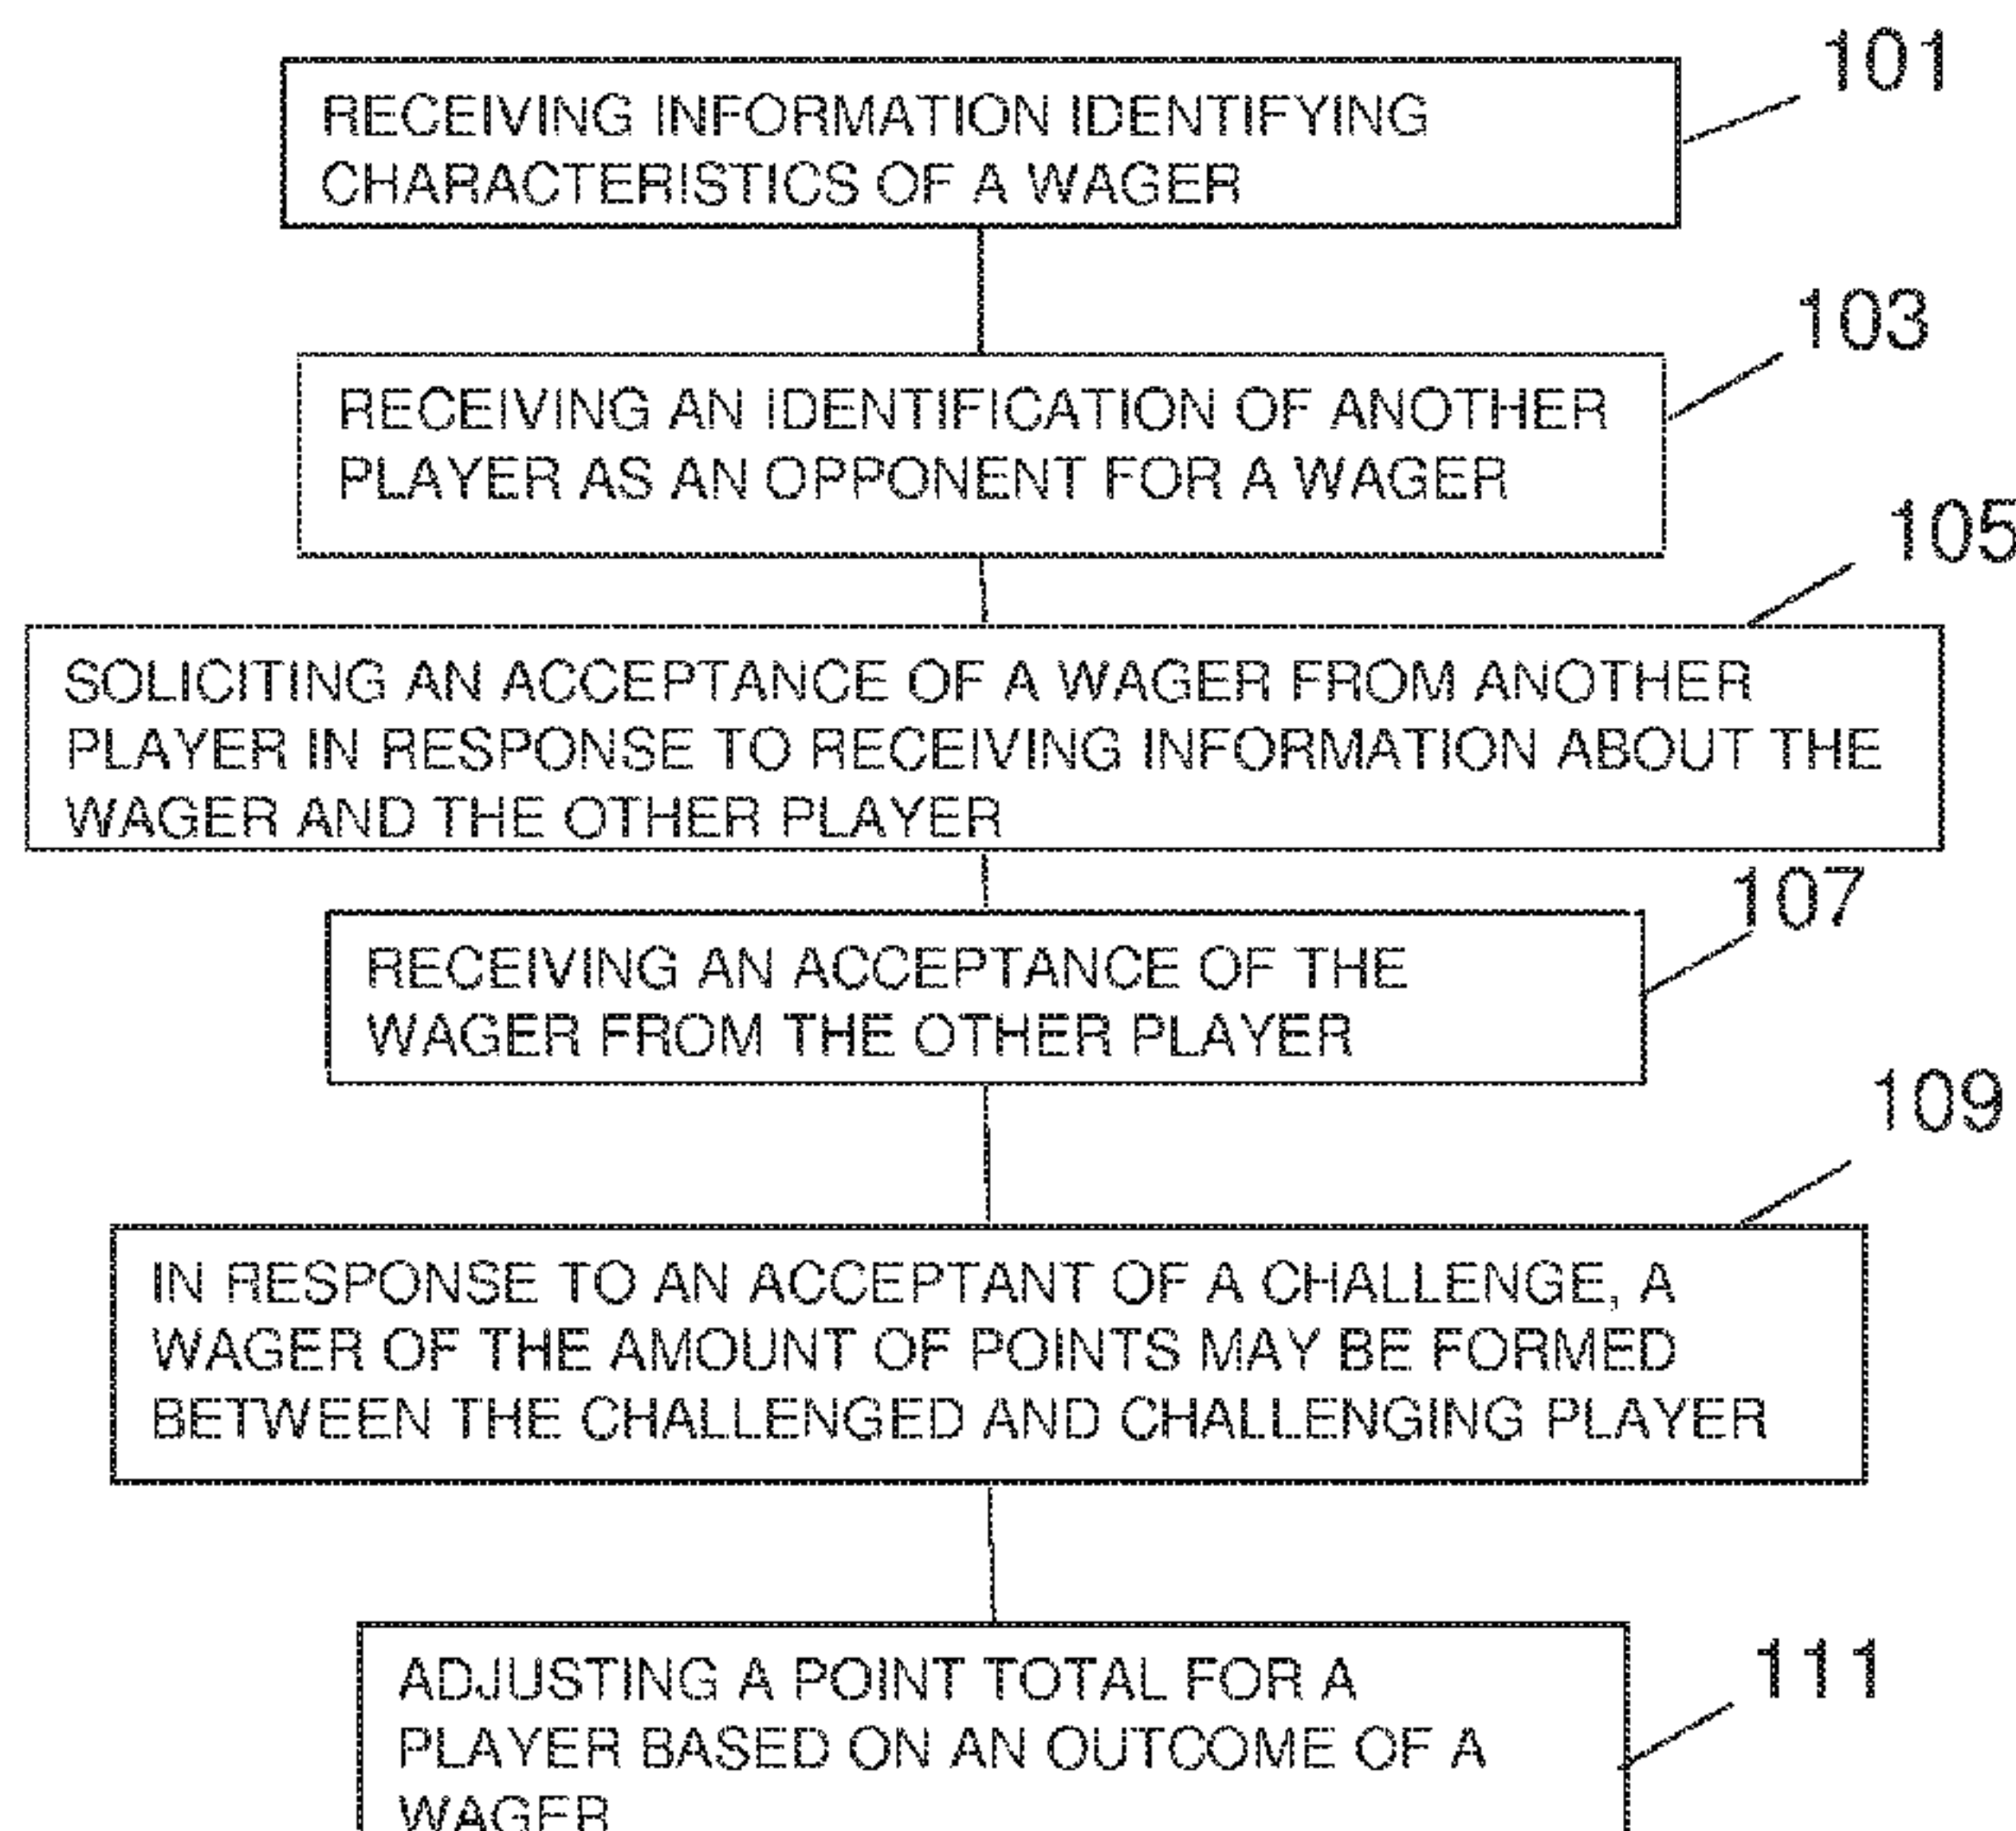 101
RECEIVING INFORMATION IDENTIFYING
CHARACTERISTICS OF A WAGER
103
RECEIVING AN IDENTIFICATION OF ANOTHER
PLAYER AS AN OPPONENT FOR A WAGER
105
SOLICITING AN ACCEPTANCE OF A WAGER FROM ANOTHER
PLAYER IN RESPONSE TO RECEIVING INFORMATION ABOUT THE
WAGER AND THE OTHER PLAYER
107
RECEIVING AN ACCEPTANCE OF THE
WAGER FROM THE OTHER PLAYER
109
IN RESPONSE TO AN ACCEPTANT OF A CHALLENGE, A
WAGER OF THE AMOUNT OF POINTS MAY BE FORMED
BETWEEN THE CHALLENGED AND CHALLENGING PLAYER
111
ADJUSTING A POINT TOTAL FOR A
PLAYER BASED ON AN OUTCOME OF A
WAGER